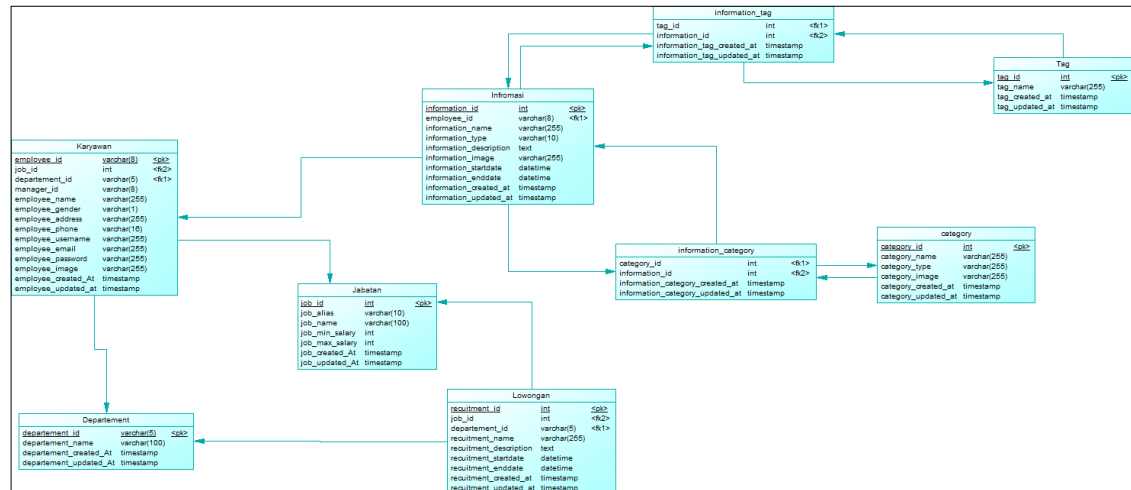 information_tag
tag_id int <fk1>
information_id int <fk2>
information_tag_created_at timestamp
information_tag_updated_at timestamp
Tag
tag_id int <pk>
tag_name varchar(255)
tag_created_at timestamp
tag_updated_at timestamp
Infromasi
information_id int <pk>
employee_id varchar(8) <fk1>
information_name varchar(255)
information_type varchar(10)
information_description text
information_image varchar(255)
information_startdate datetime
information_enddate datetime
information_created_at timestamp
information_updated_at timestamp
Karyawan
employee_id varchar(8) <pk>
job_id int <fk2>
departement_id varchar(5) <fk1>
manager_id varchar(8)
employee_name varchar(255)
employee_gender varchar(1)
employee_address varchar(255)
employee_phone varchar(16)
employee_username varchar(255)
employee_email varchar(255)
employee_password varchar(255)
employee_image varchar(255)
employee_created_At timestamp
employee_updated_at timestamp
information_category
category_id int <fk1>
information_id int <fk2>
information_category_created_at timestamp
information_category_updated_at timestamp
category
category_id int <pk>
category_name varchar(255)
category_type varchar(255)
category_image varchar(255)
category_created_at timestamp
category_updated_at timestamp
Jabatan
job_id int <pk>
job_alias varchar(10)
job_name varchar(100)
job_min_salary int
job_max_salary int
job_created_At timestamp
job_updated_At timestamp
Lowongan
recuitment_id int <pk>
job_id int <fk2>
departement_id varchar(5) <fk1>
recuitment_name varchar(255)
recuitment_description text
recuitment_startdate datetime
recuitment_enddate datetime
recuitment_created_at timestamp
recuitment_updated_at timestamp
Departement
departement_id varchar(5) <pk>
departement_name varchar(100)
departement_created_At timestamp
departement_updated_At timestamp